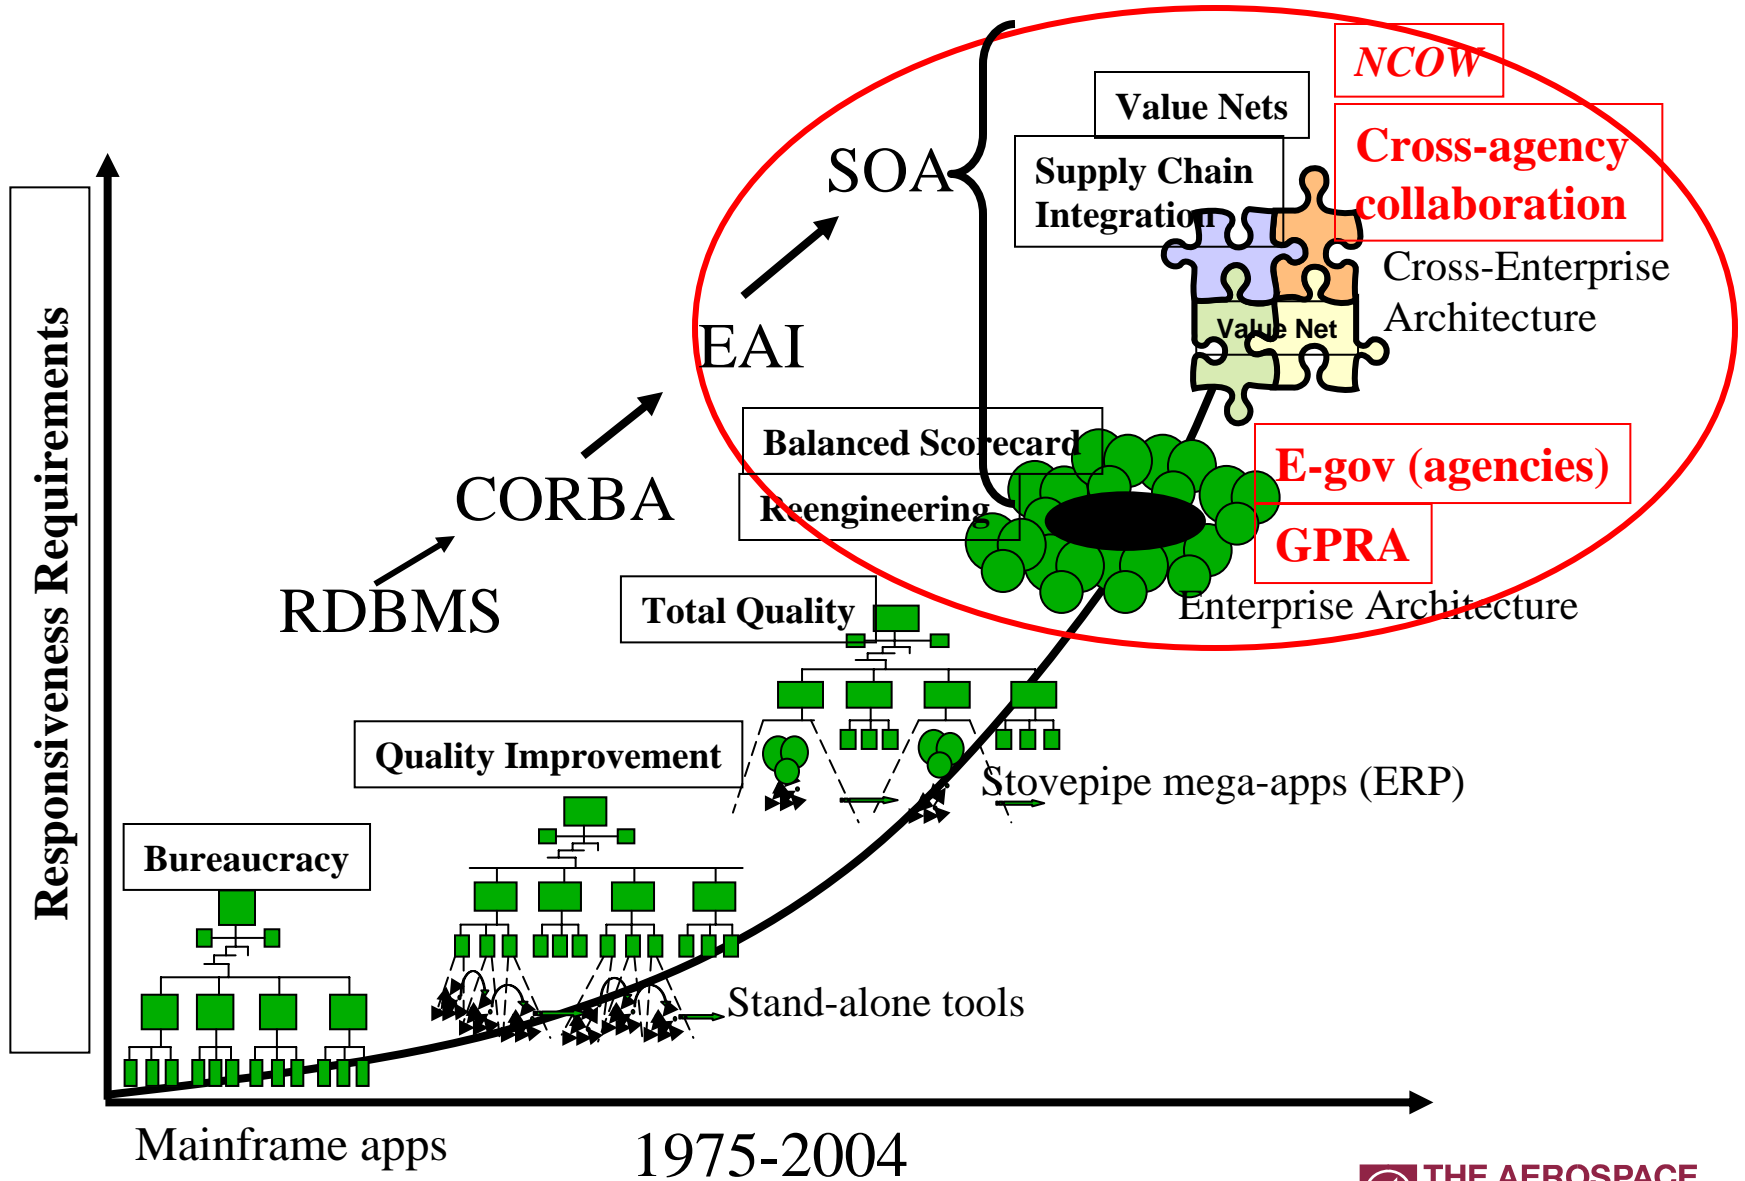 NCOW
Value Nets
Cross-agency
collaboration
SOA
Supply Chain
Integration
Cross-Enterprise
Architecture
Value Net
EAI
Responsiveness Requirements
Balanced Scorecard
E-gov (agencies)
Reengineering
CORBA
GPRA
RDBMS
Total Quality
Enterprise Architecture
Quality Improvement
Stovepipe mega-apps (ERP)
Bureaucracy
Stand-alone tools
Mainframe apps
1975-2004
THE AEROSPACE